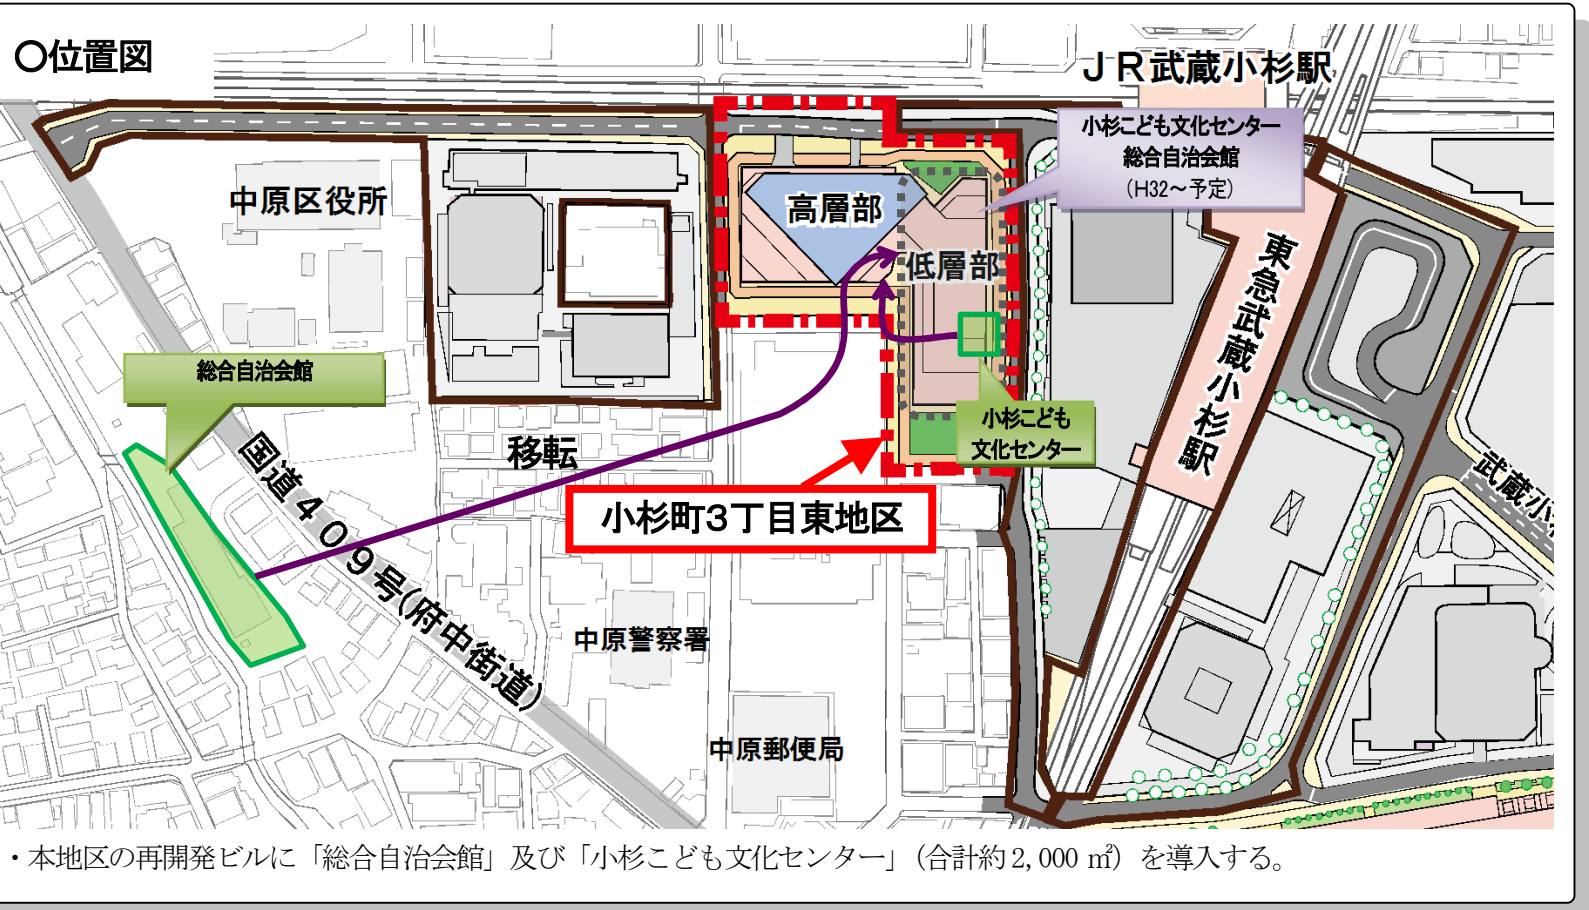 〇位置図
ＪＲ武蔵小杉駅
小杉こども文化センター
総合自治会館
（H32～予定）
中原区役所
高層部
低層部
東急武蔵小杉駅
総合自治会館
小杉こども
文化センター
移転
国道４０９号(府中街道)
小杉町3丁目東地区
武蔵小
中原警察署
中原郵便局
・本地区の再開発ビルに「総合自治会館」及び「小杉こども文化センター」（合計約 2,000 ㎡）を導入する。